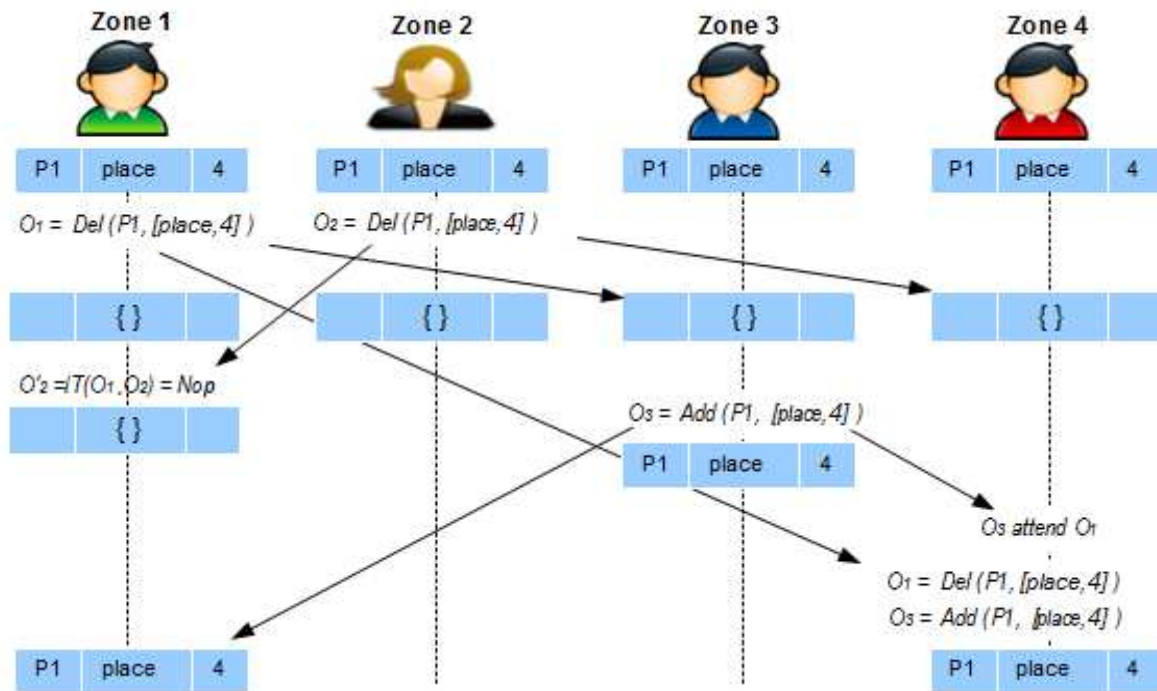 Zone 1 Zone 2 Zone 3 Zone 4
P1 place 4 P1 place 4 P1 place 4 P1 place 4
O1 = Del (P1, [place,4] ) O2 = Del (P1, [place,4] )
{ } { } { } { }
O'2 =IT(O1 ,O2) = Nop
{ }
O3 = Add (P1, [place,4] )
P1 place 4
O3 attend O1
O1 = Del (P1, [place,4] )
O3 = Add (P1, [place,4] )
P1 place 4 P1 place 4